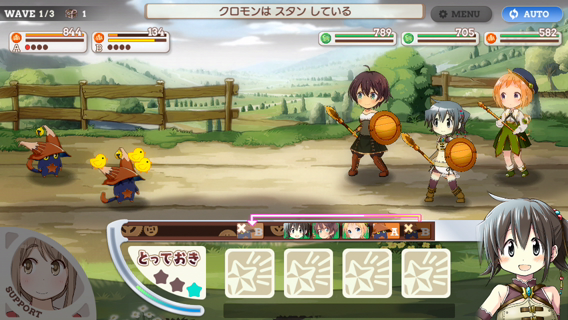 WAVE 1/3 1
クロモンは スタン している
MENU
AUTO
844 134 789 705 582
A B
B A B
とっておき
SUPPORT